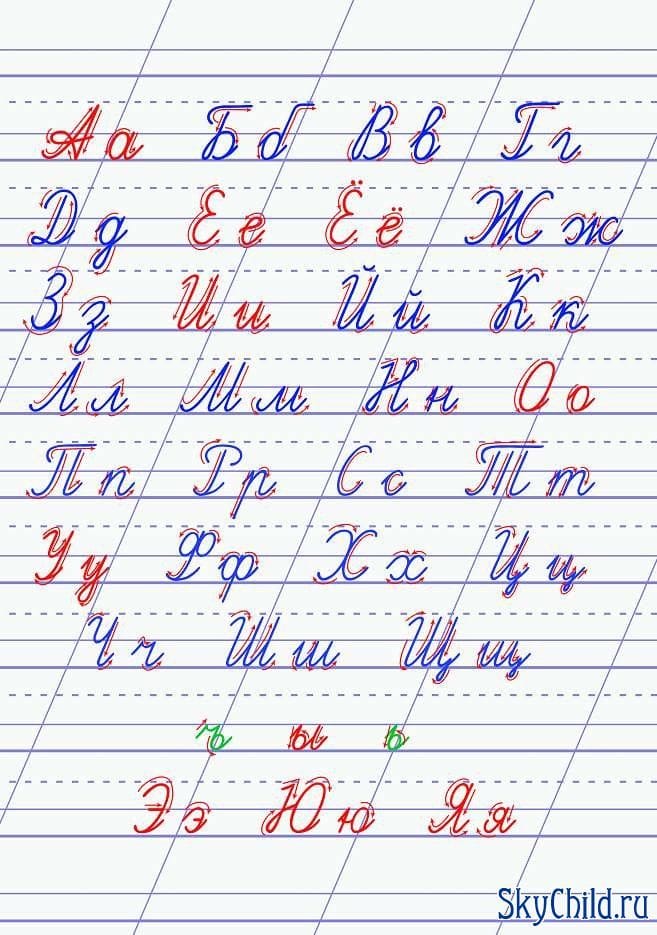 Аа Бб Вв Гг
Дд Ее Ёё Жж
Зз Ии Йй Кк
Лл Мм Нн Оо
Пп Рр Сс Тт
Уу Фф Хх Цц
Чч Шш Щщ
ъ ы ь
Ээ Юю Яя
SkyChild.ru